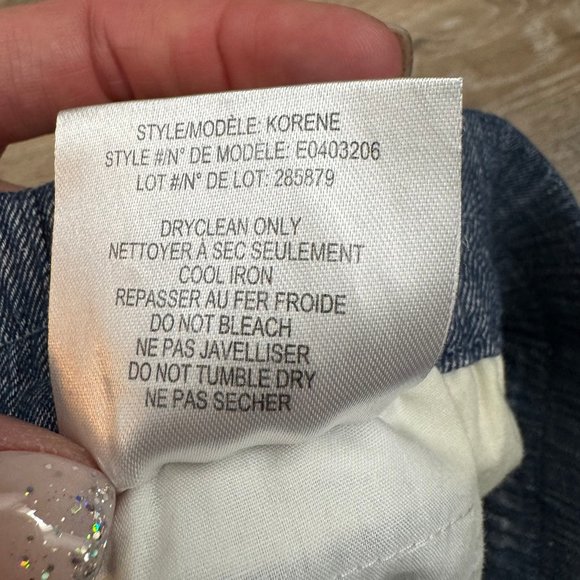 STYLE/MODÈLE: KORENE
STYLE #/N° DE MODÈLE: E0403206
LOT #/N° DE LOT: 285879
DRYCLEAN ONLY
NETTOYER À SEC SEULEMENT
COOL IRON
REPASSER AU FER FROIDE
DO NOT BLEACH
NE PAS JAVELLISER
DO NOT TUMBLE DRY
NE PAS SECHER